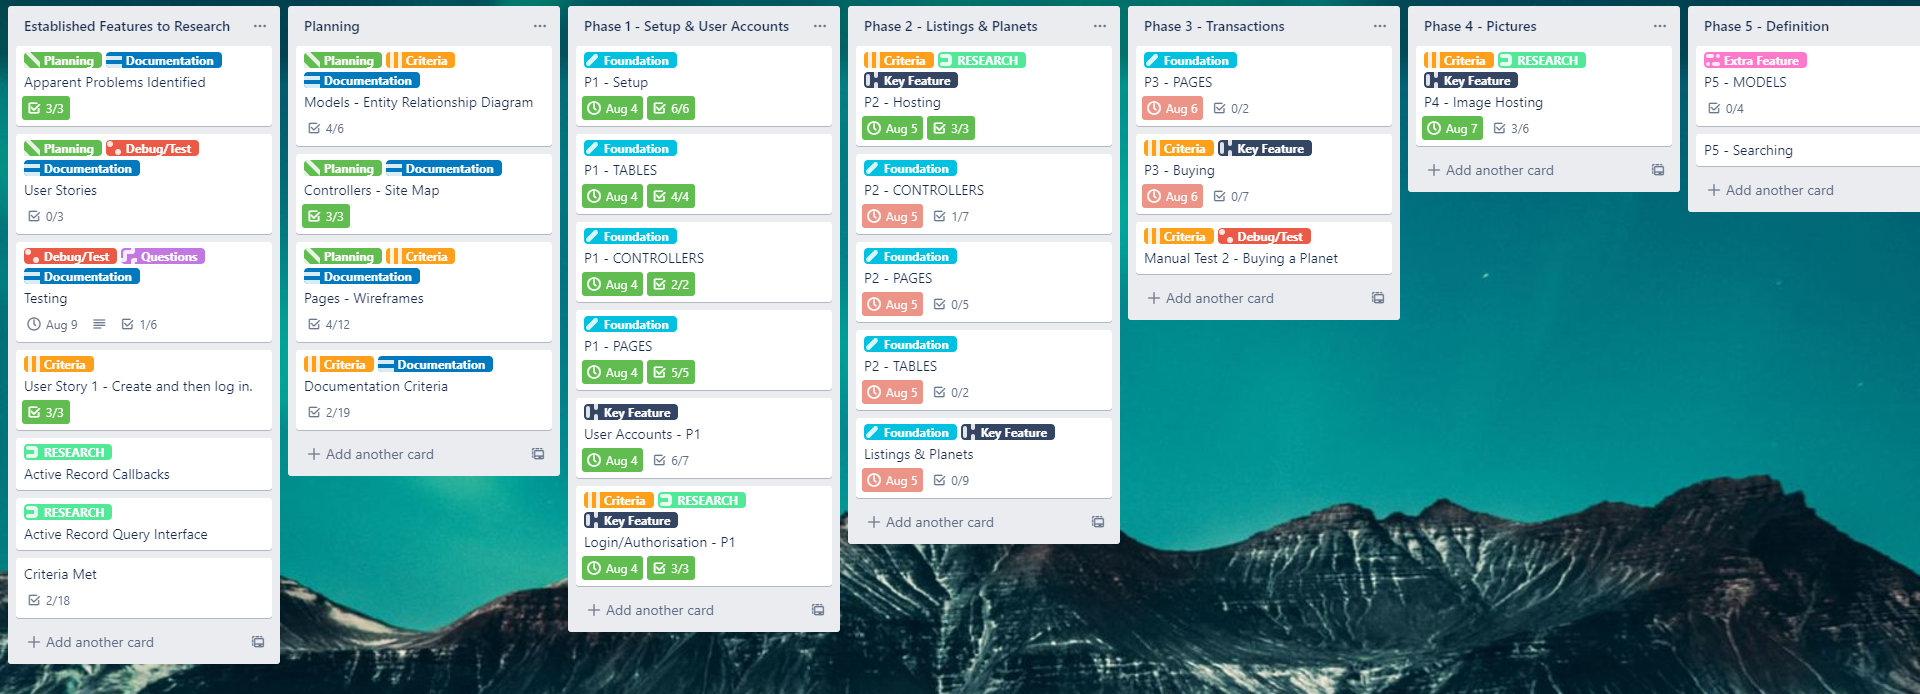 Established Features to Research
Planning Documentation
Apparent Problems Identified
3/3
Planning Debug/Test
Documentation
User Stories
0/3
Debug/Test Questions
Documentation
Testing
Aug 9 1/6
Criteria
User Story 1 - Create and then log in.
3/3
RESEARCH
Active Record Callbacks
RESEARCH
Active Record Query Interface
Criteria Met
2/18
+ Add another card
Planning
Planning Criteria
Documentation
Models - Entity Relationship Diagram
4/6
Planning Documentation
Controllers - Site Map
3/3
Planning Criteria
Documentation
Pages - Wireframes
4/12
Criteria Documentation
Documentation Criteria
2/19
+ Add another card
Phase 1 - Setup & User Accounts
Foundation
P1 - Setup
Aug 4 6/6
Foundation
P1 - TABLES
Aug 4 4/4
Foundation
P1 - CONTROLLERS
Aug 4 2/2
Foundation
P1 - PAGES
Aug 4 5/5
Key Feature
User Accounts - P1
Aug 4 6/7
Criteria RESEARCH
Key Feature
Login/Authorisation - P1
Aug 4 3/3
+ Add another card
Phase 2 - Listings & Planets
Criteria RESEARCH
Key Feature
P2 - Hosting
Aug 5 3/3
Foundation
P2 - CONTROLLERS
Aug 5 1/7
Foundation
P2 - PAGES
Aug 5 0/5
Foundation
P2 - TABLES
Aug 5 0/2
Foundation Key Feature
Listings & Planets
Aug 5 0/9
+ Add another card
Phase 3 - Transactions
Foundation
P3 - PAGES
Aug 6 0/2
Criteria Key Feature
P3 - Buying
Aug 6 0/7
Criteria Debug/Test
Manual Test 2 - Buying a Planet
+ Add another card
Phase 4 - Pictures
Criteria RESEARCH
Key Feature
P4 - Image Hosting
Aug 7 3/6
+ Add another card
Phase 5 - Definition
Extra Feature
P5 - MODELS
0/4
P5 - Searching
+ Add another card